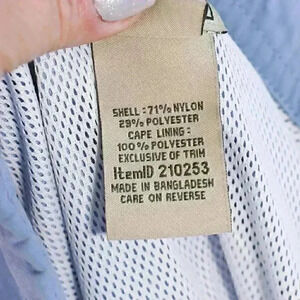 SHELL: 71% NYLON
29% POLYESTER
CAPE LINING:
100% POLYESTER
EXCLUSIVE OF TRIM
ItemID 210253
MADE IN BANGLADESH
CARE ON REVERSE